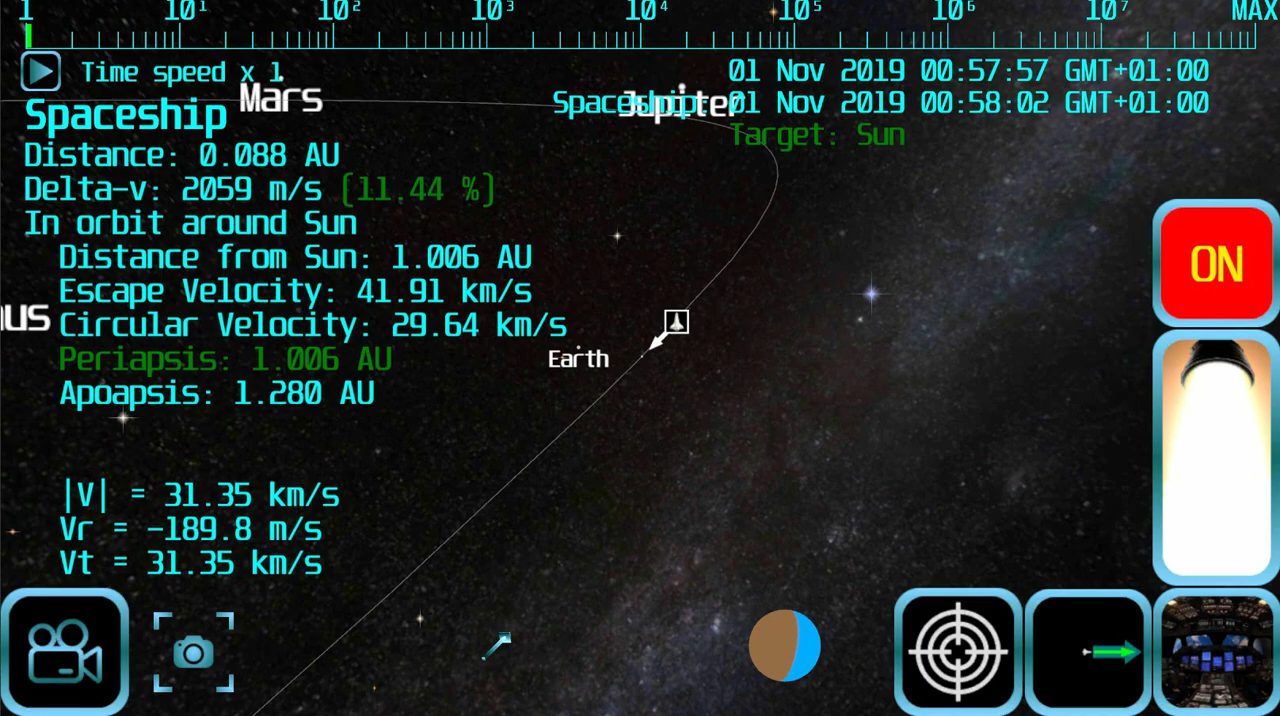 1 10¹ 10² 10³ 10⁴ 10⁵ 10⁶ 10⁷ MAX
Time speed x 1
01 Nov 2019 00:57:57 GMT+01:00
Mars
Jupiter
Spaceship: 01 Nov 2019 00:58:02 GMT+01:00
Target: Sun
Spaceship
Distance: 0.088 AU
Delta-v: 2059 m/s (11.44 %)
In orbit around Sun
Distance from Sun: 1.006 AU
Escape Velocity: 41.91 km/s
us
Circular Velocity: 29.64 km/s
Periapsis: 1.006 AU
Apoapsis: 1.280 AU
Earth
ON
|V| = 31.35 km/s
Vr = -189.8 m/s
Vt = 31.35 km/s